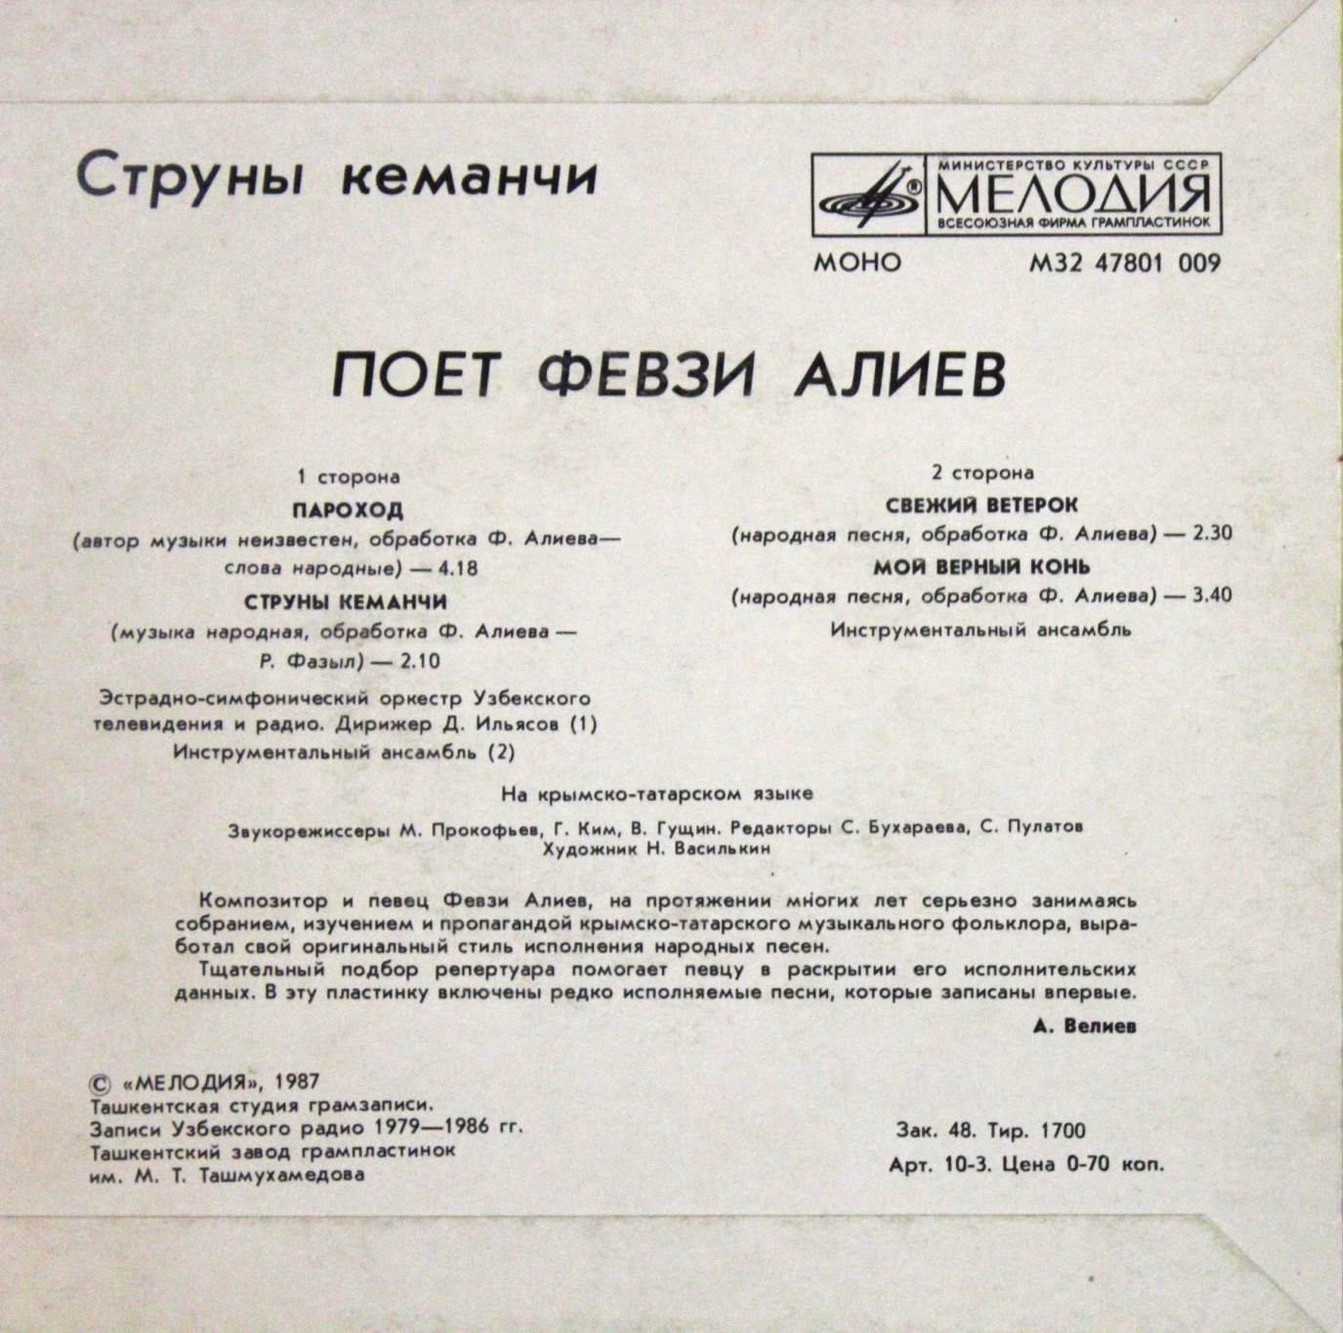 Струны кеманчи
МИНИСТЕРСТВО КУЛЬТУРЫ СССР
МЕЛОДИЯ
ВСЕСОЮЗНАЯ ФИРМА ГРАМПЛАСТИНОК
®
МОНО М32 47801 009
ПОЕТ ФЕВЗИ АЛИЕВ
1 сторона
ПАРОХОД
(автор музыки неизвестен, обработка Ф. Алиева—
слова народные) — 4.18
СТРУНЫ КЕМАНЧИ
(музыка народная, обработка Ф. Алиева —
Р. Фазыл) — 2.10
Эстрадно-симфонический оркестр Узбекского
телевидения и радио. Дирижер Д. Ильясов (1)
Инструментальный ансамбль (2)
2 сторона
СВЕЖИЙ ВЕТЕРОК
(народная песня, обработка Ф. Алиева) — 2.30
МОЙ ВЕРНЫЙ КОНЬ
(народная песня, обработка Ф. Алиева) — 3.40
Инструментальный ансамбль
На крымско-татарском языке
Звукорежиссеры М. Прокофьев, Г. Ким, В. Гущин. Редакторы С. Бухараева, С. Пулатов
Художник Н. Василькин
Композитор и певец Февзи Алиев, на протяжении многих лет серьезно занимаясь
собранием, изучением и пропагандой крымско-татарского музыкального фольклора, выра-
ботал свой оригинальный стиль исполнения народных песен.
Тщательный подбор репертуара помогает певцу в раскрытии его исполнительских
данных. В эту пластинку включены редко исполняемые песни, которые записаны впервые.
А. Велиев
© «МЕЛОДИЯ», 1987
Ташкентская студия грамзаписи.
Записи Узбекского радио 1979—1986 гг.
Ташкентский завод грампластинок
им. М. Т. Ташмухамедова
Зак. 48. Тир. 1700
Арт. 10-3. Цена 0-70 коп.